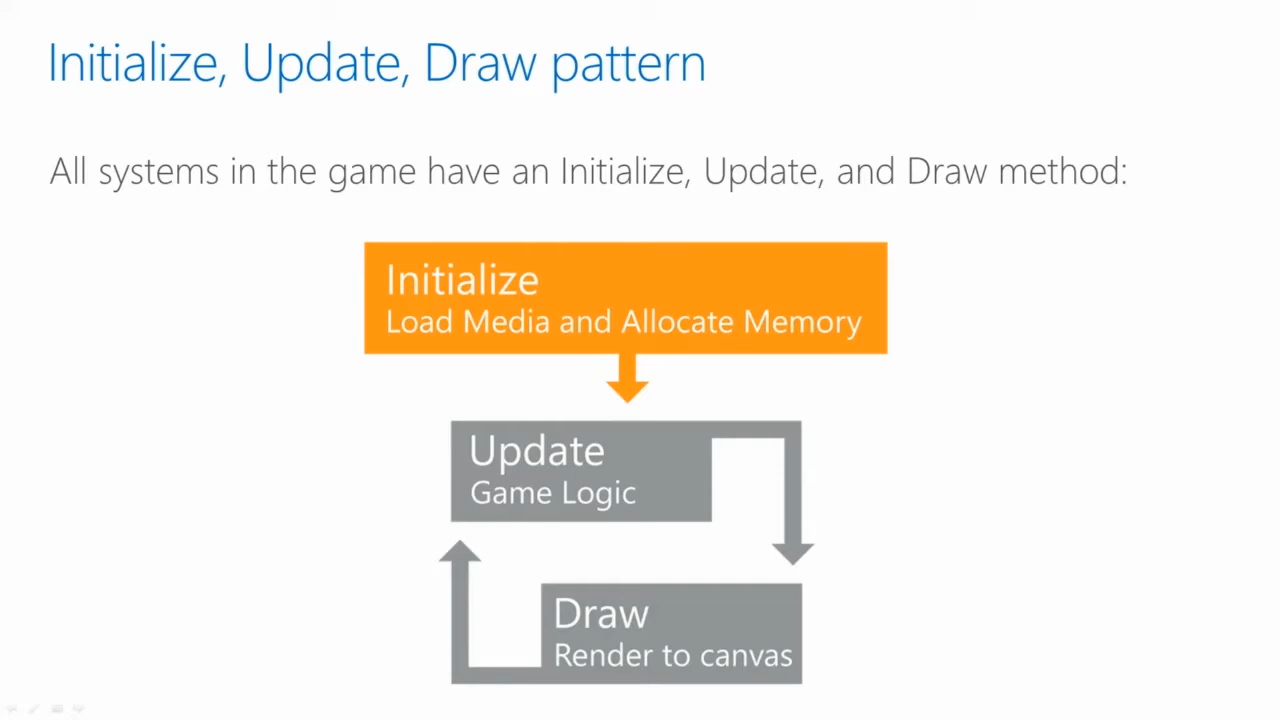 Initialize, Update, Draw pattern
All systems in the game have an Initialize, Update, and Draw method:
Initialize
Load Media and Allocate Memory
Update
Game Logic
Draw
Render to canvas